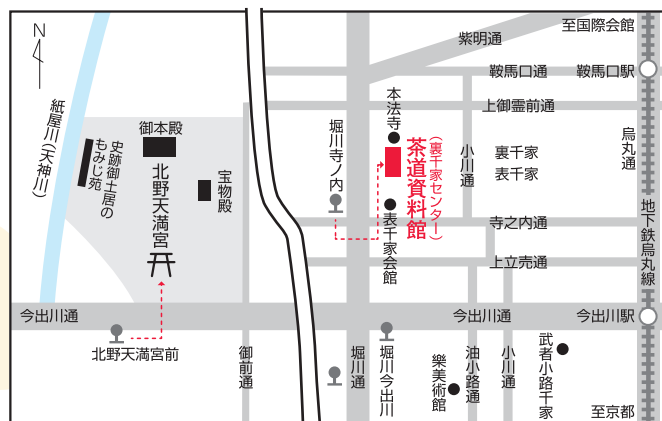 N
紙屋川(天神川)
史跡御土居の
もみじ苑
御本殿
北野天満宮
宝物殿
今出川通
北野天満宮前
御前通
至国際会館
紫明通
鞍馬口通
鞍馬口駅
上御霊前通
本法寺
堀川寺ノ内
茶道資料館
(裏千家センター)
小川通
裏千家
表千家
烏丸通
表千家会館
寺之内通
上立売通
地下鉄烏丸線
今出川通
今出川駅
堀川通
堀川今出川
樂美術館
油小路通
小川通
武者小路千家
至京都